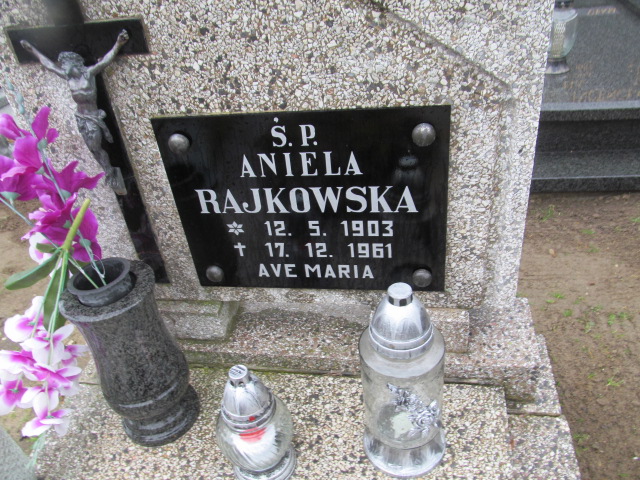 Ś.P.
ANIELA
RAJKOWSKA
* 12. 5. 1903
† 17. 12. 1961
AVE MARIA